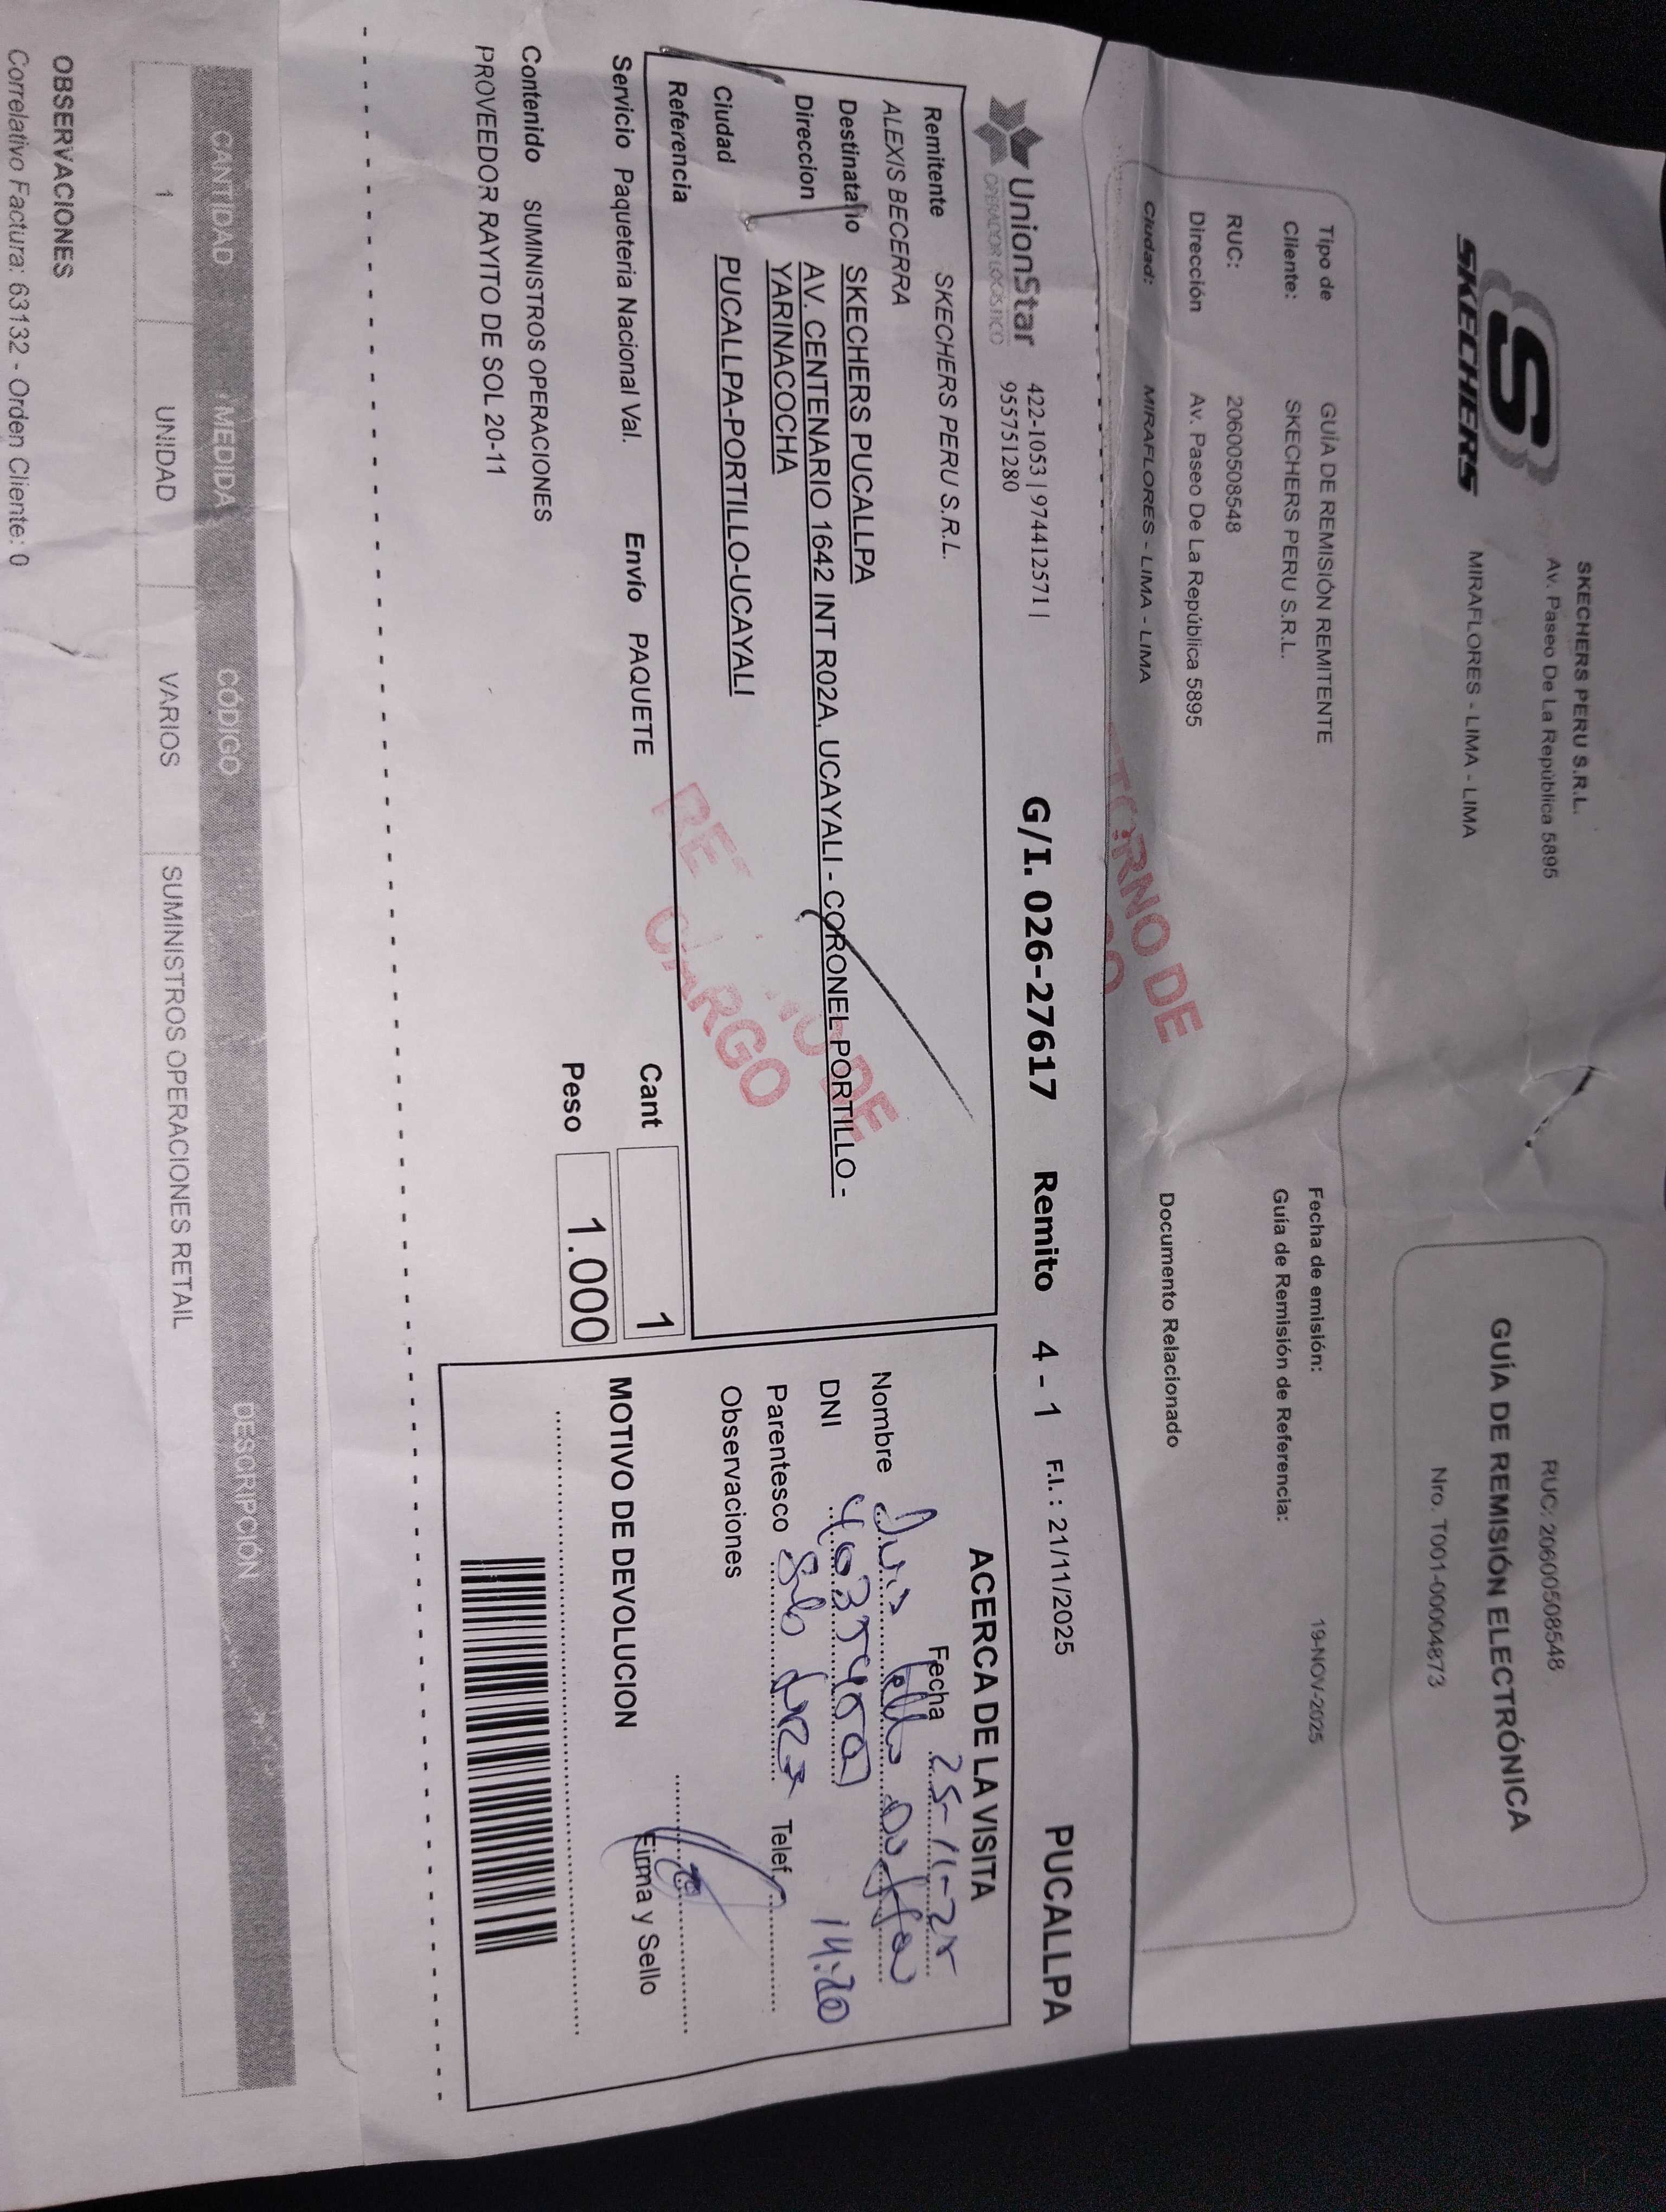 SKECHERS
SKECHERS PERU S.R.L.
Av. Paseo De La República 5895
MIRAFLORES - LIMA - LIMA
RUC: 20600508548
GUÍA DE REMISIÓN ELECTRÓNICA
Nro. T001-00004873
Tipo de GUÍA DE REMISIÓN REMITENTE
Cliente: SKECHERS PERU S.R.L.
RUC: 20600508548
Dirección Av. Paseo De La República 5895
Ciudad: MIRAFLORES - LIMA - LIMA
Fecha de emisión: 19-NOV-2025
Guía de Remisión de Referencia:
Documento Relacionado
UnionStar
OPERADOR LOGISTICO
422-1053 | 974412571 |
955751280
G/I. 026-27617 Remito 4 - 1 F.I. : 21/11/2025 PUCALLPA
Remitente SKECHERS PERU S.R.L.
ALEXIS BECERRA
Destinatario SKECHERS PUCALLPA
Direccion AV. CENTENARIO 1642 INT R02A, UCAYALI - CORONEL PORTILLO -
YARINACOCHA
Ciudad PUCALLPA-PORTILLO-UCAYALI
Referencia
RETORNO DE
CARGO
Servicio Paqueteria Nacional Val. Envío PAQUETE Cant 1
Peso 1.000
Contenido SUMINISTROS OPERACIONES
PROVEEDOR RAYITO DE SOL 20-11
ACERCA DE LA VISITA
Fecha 25-11-25
Nombre
DNI
14:20
Parentesco Telef.
Observaciones
Firma y Sello
MOTIVO DE DEVOLUCION
CANTIDAD MEDIDA CÓDIGO DESCRIPCIÓN
1 UNIDAD VARIOS SUMINISTROS OPERACIONES RETAIL
OBSERVACIONES
Correlativo Factura: 63132 - Orden Cliente: 0